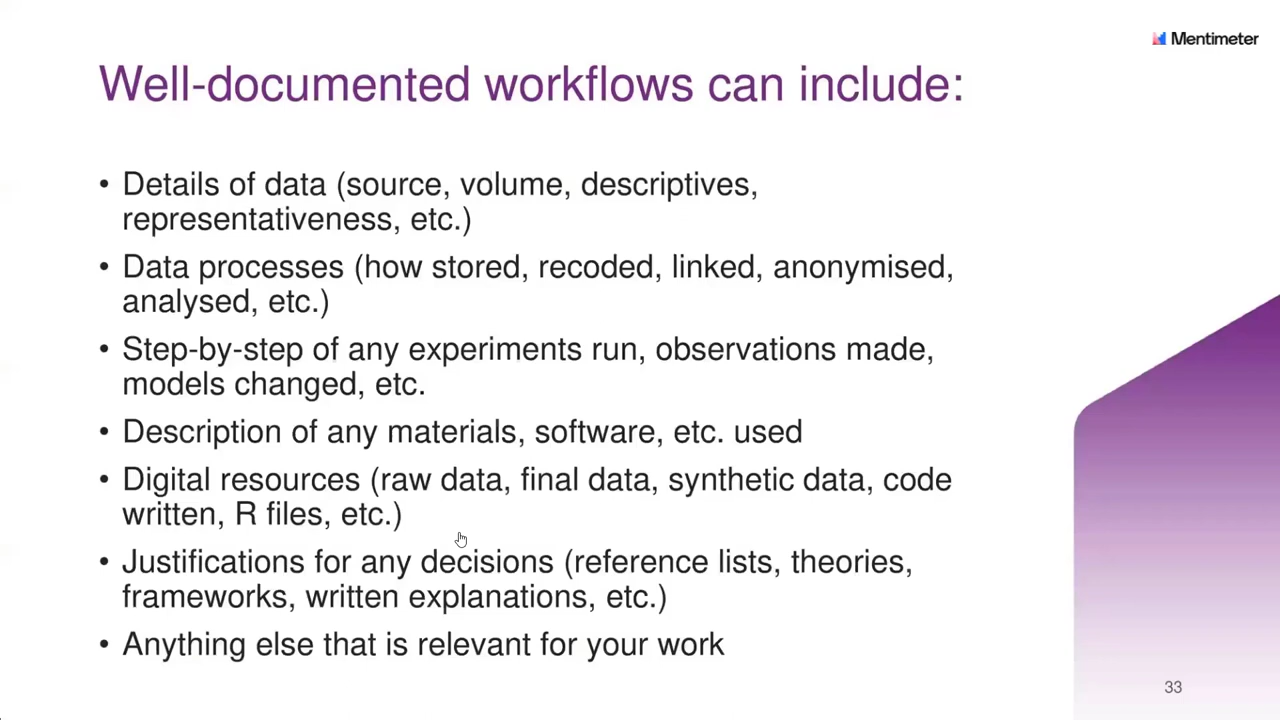 Mentimeter
Well-documented workflows can include:
• Details of data (source, volume, descriptives,
representativeness, etc.)
• Data processes (how stored, recoded, linked, anonymised,
analysed, etc.)
• Step-by-step of any experiments run, observations made,
models changed, etc.
• Description of any materials, software, etc. used
• Digital resources (raw data, final data, synthetic data, code
written, R files, etc.)
• Justifications for any decisions (reference lists, theories,
frameworks, written explanations, etc.)
• Anything else that is relevant for your work
33